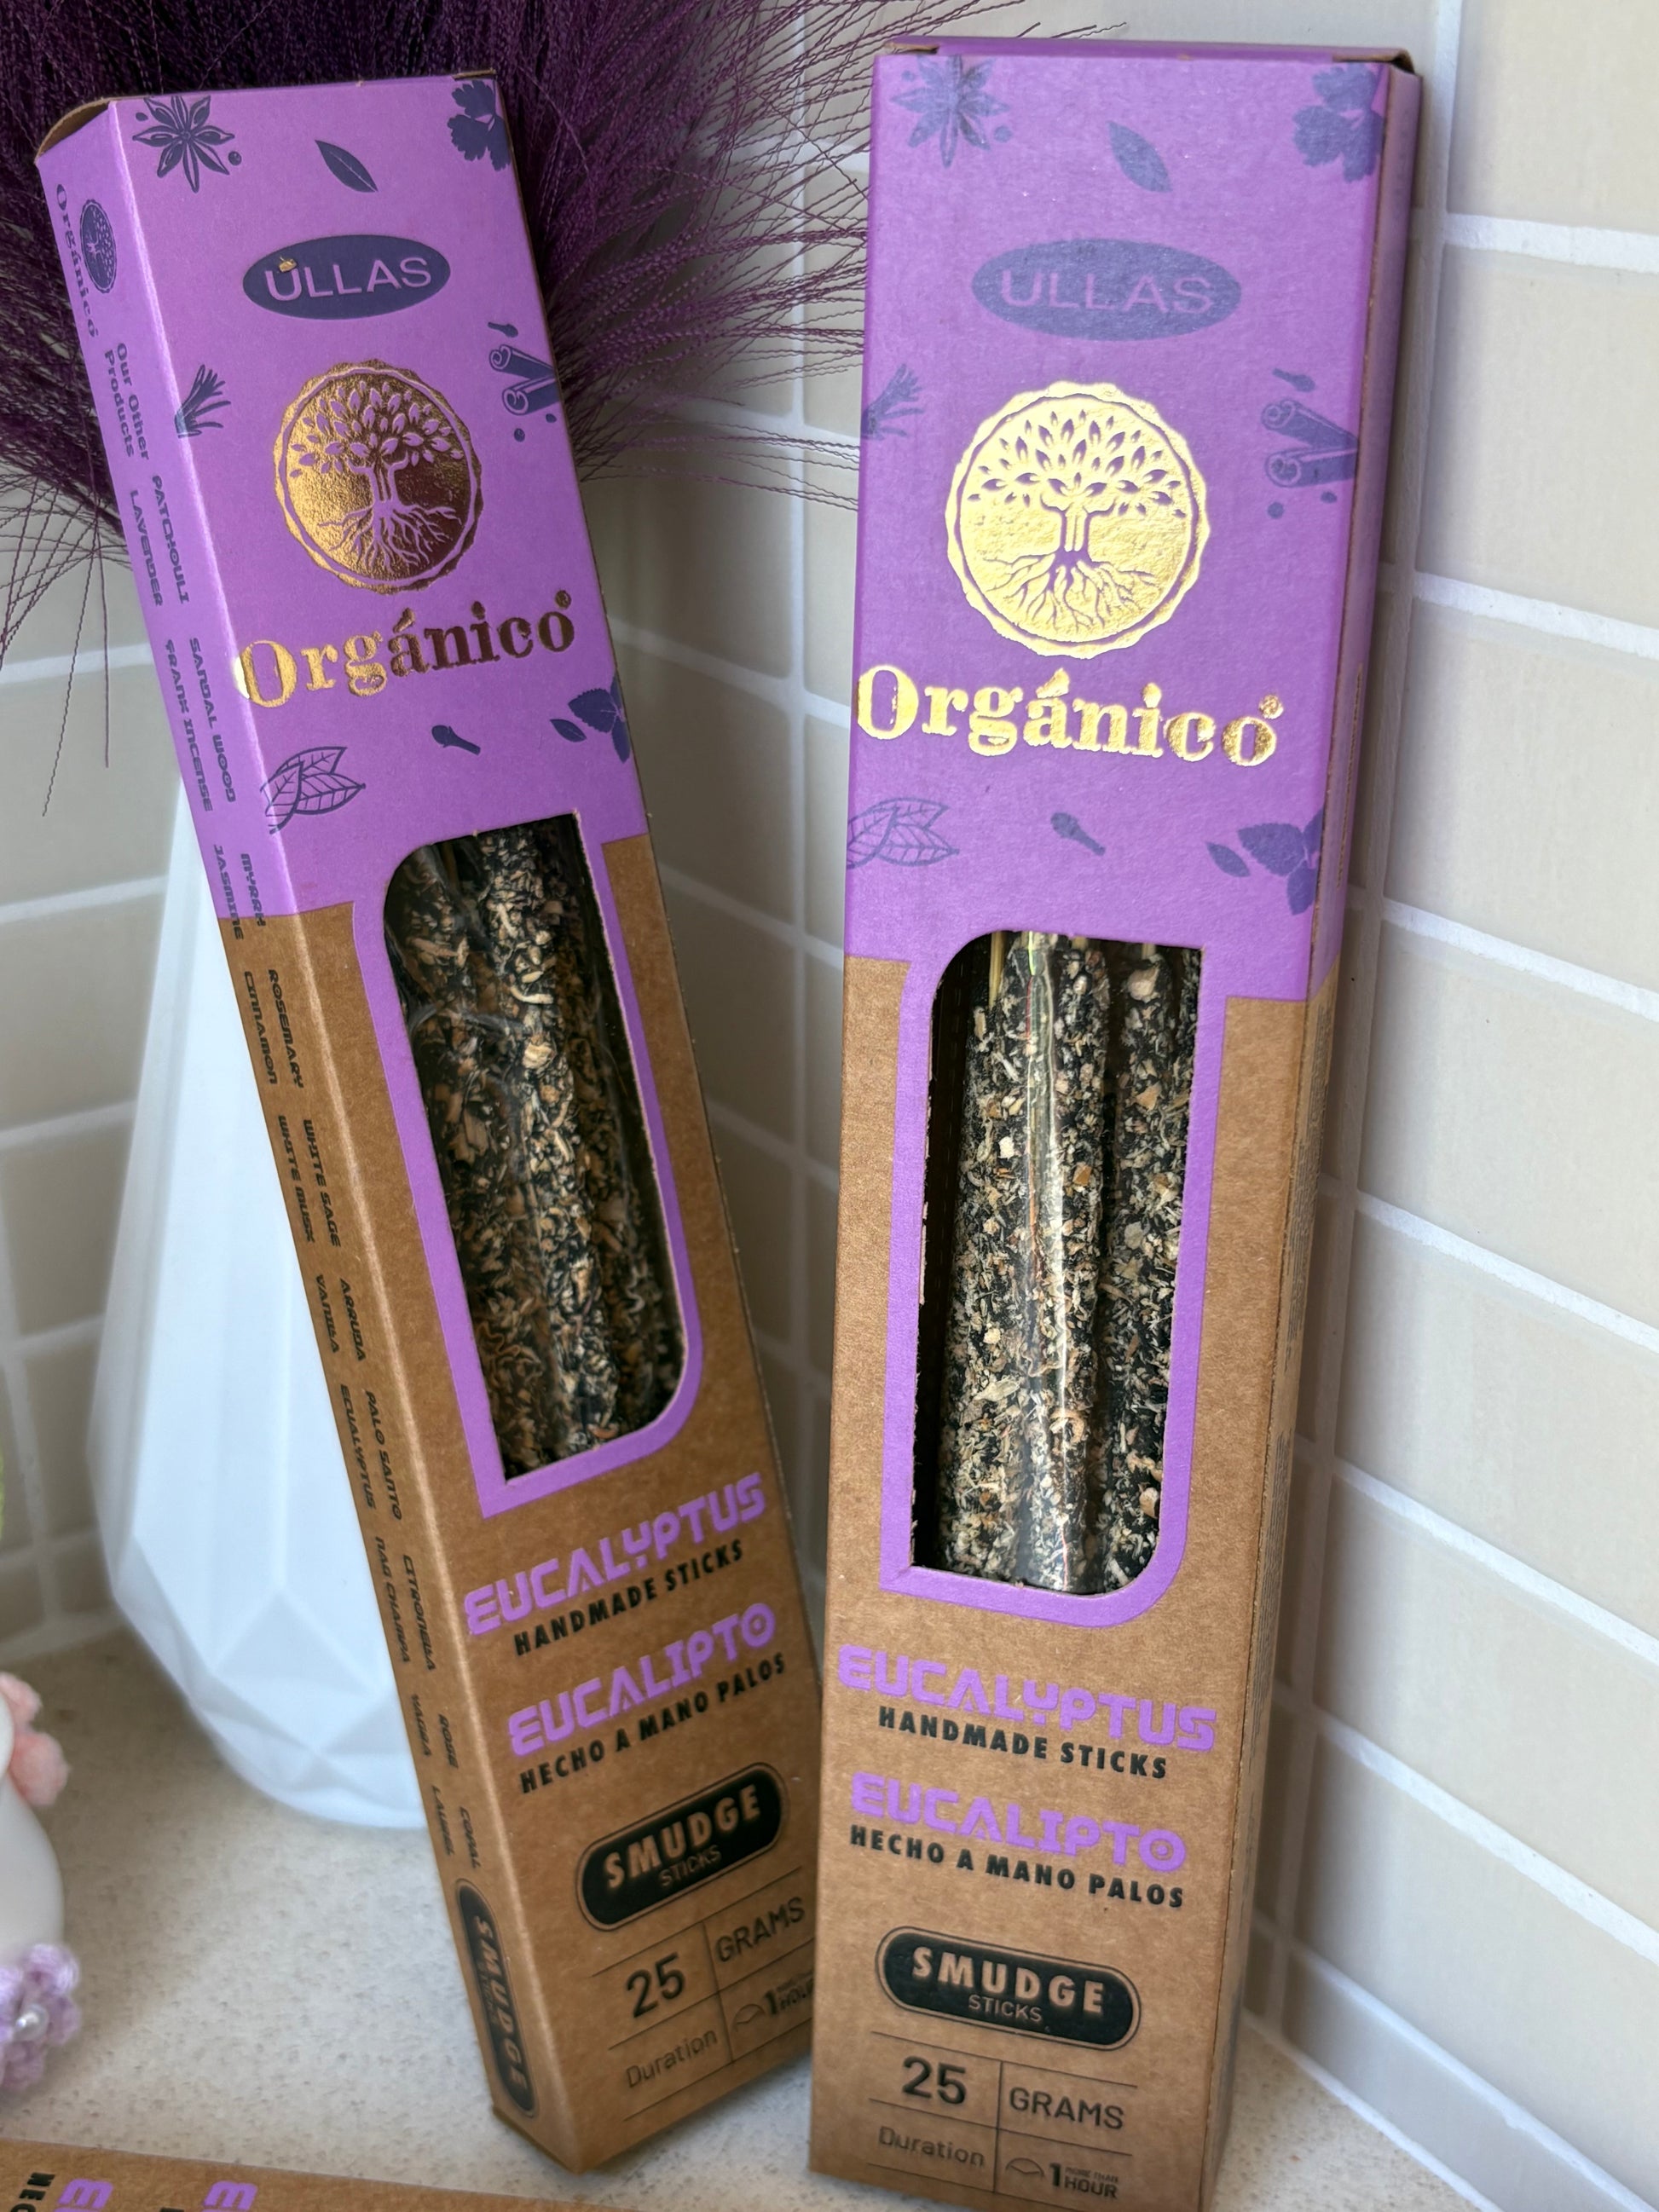 Orgánico
Our Other
Products
PATCHOULI
LAVENDER
SANDAL WOOD
FRANK INCENSE
MYRRH
JASMINE
ROSEMARY
CINNAMON
WHITE SAGE
WHITE MUSK
ARRUDA
VANILLA
PALO SANTO
EUCALYPTUS
CITRONELLA
NAG CHAMPA
ROSE
COPAL
LAUREL
SMUDGE
ULLAS
Orgánico®
EUCALYPTUS
HANDMADE STICKS
EUCALIPTO
HECHO A MANO PALOS
SMUDGE
STICKS
25 GRAMS
Duration 1 HOUR
ULLAS
Orgánico®
EUCALYPTUS
HANDMADE STICKS
EUCALIPTO
HECHO A MANO PALOS
SMUDGE
STICKS
25 GRAMS
Duration 1 MORE THAN
HOUR